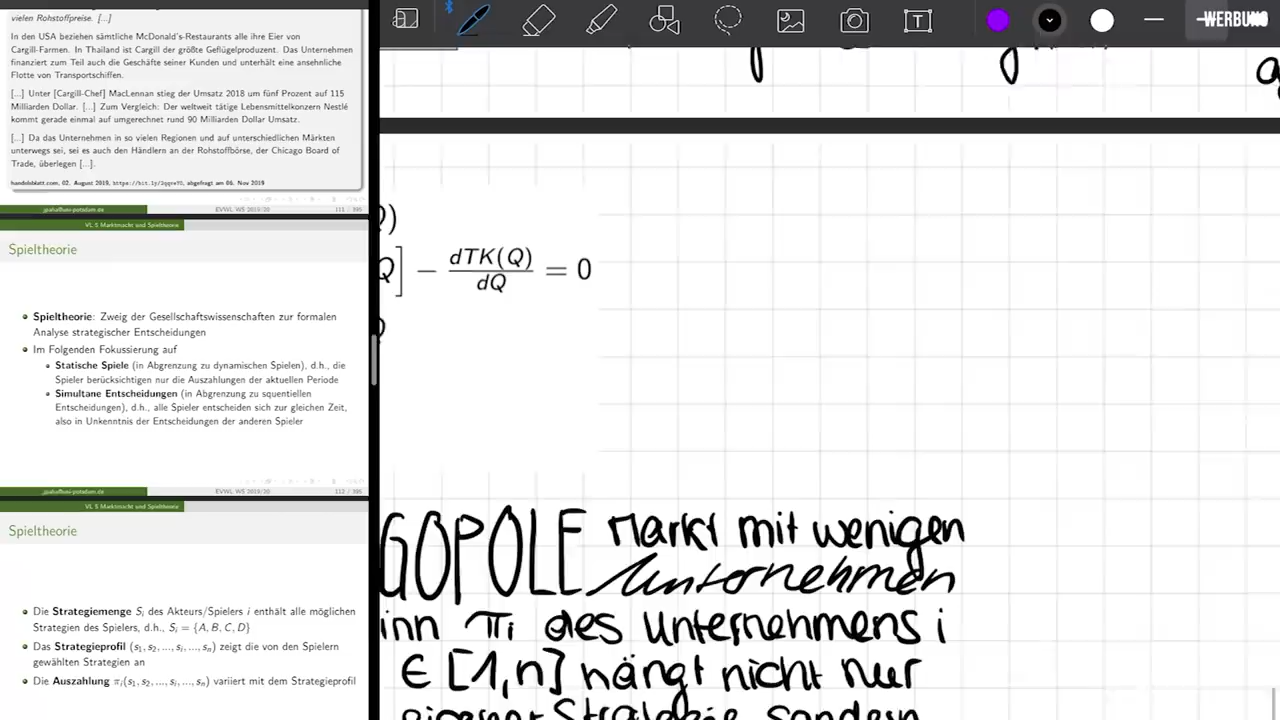 vielen Rohstoffpreise. [...]
In den USA beziehen sämtliche McDonald's-Restaurants alle ihre Eier von
Cargill-Farmen. In Thailand ist Cargill der größte Geflügelproduzent. Das Unternehmen
finanziert zum Teil auch die Geschäfte seiner Kunden und unterhält eine ansehnliche
Flotte von Transportschiffen.
[...] Unter [Cargill-Chef] MacLennan stieg der Umsatz 2018 um fünf Prozent auf 115
Milliarden Dollar. [...] Zum Vergleich: Der weltweit tätige Lebensmittelkonzern Nestlé
kommt gerade einmal auf umgerechnet rund 90 Milliarden Dollar Umsatz.
[...] Da das Unternehmen in so vielen Regionen und auf unterschiedlichen Märkten
unterwegs sei, sei es auch den Händlern an der Rohstoffbörse, der Chicago Board of
Trade, überlegen [...].
handelsblatt.com, 02. August 2019, abgefragt am 06. Nov 2019
EVWL WS 2019/20
111 / 395
VL 5 Marktmacht und Spieltheorie
Spieltheorie
Spieltheorie: Zweig der Gesellschaftswissenschaften zur formalen
Analyse strategischer Entscheidungen
Im Folgenden Fokussierung auf
Statische Spiele (in Abgrenzung zu dynamischen Spielen), d.h., die
Spieler berücksichtigen nur die Auszahlungen der aktuellen Periode
Simultane Entscheidungen (in Abgrenzung zu squentiellen
Entscheidungen), d.h., alle Spieler entscheiden sich zur gleichen Zeit,
also in Unkenntnis der Entscheidungen der anderen Spieler
EVWL WS 2019/20
112 / 395
VL 5 Marktmacht und Spieltheorie
Spieltheorie
Die Strategiemenge Sᵢ des Akteurs/Spielers i enthält alle möglichen
Strategien des Spielers, d.h., Sᵢ = {A, B, C, D}
Das Strategieprofil (s₁, s₂, ..., sᵢ, ..., sₙ) zeigt die von den Spielern
gewählten Strategien an
Die Auszahlung πᵢ(s₁, s₂, ..., sᵢ, ..., sₙ) variiert mit dem Strategieprofil
WERBUNG
Q)
Q] − dTK(Q)/dQ = 0
GOPOLE Markt mit wenigen
Unternehmen
inn πi des Unternehmens i
∈ [1,n] hängt nicht nur
eigener Strategie, sondern